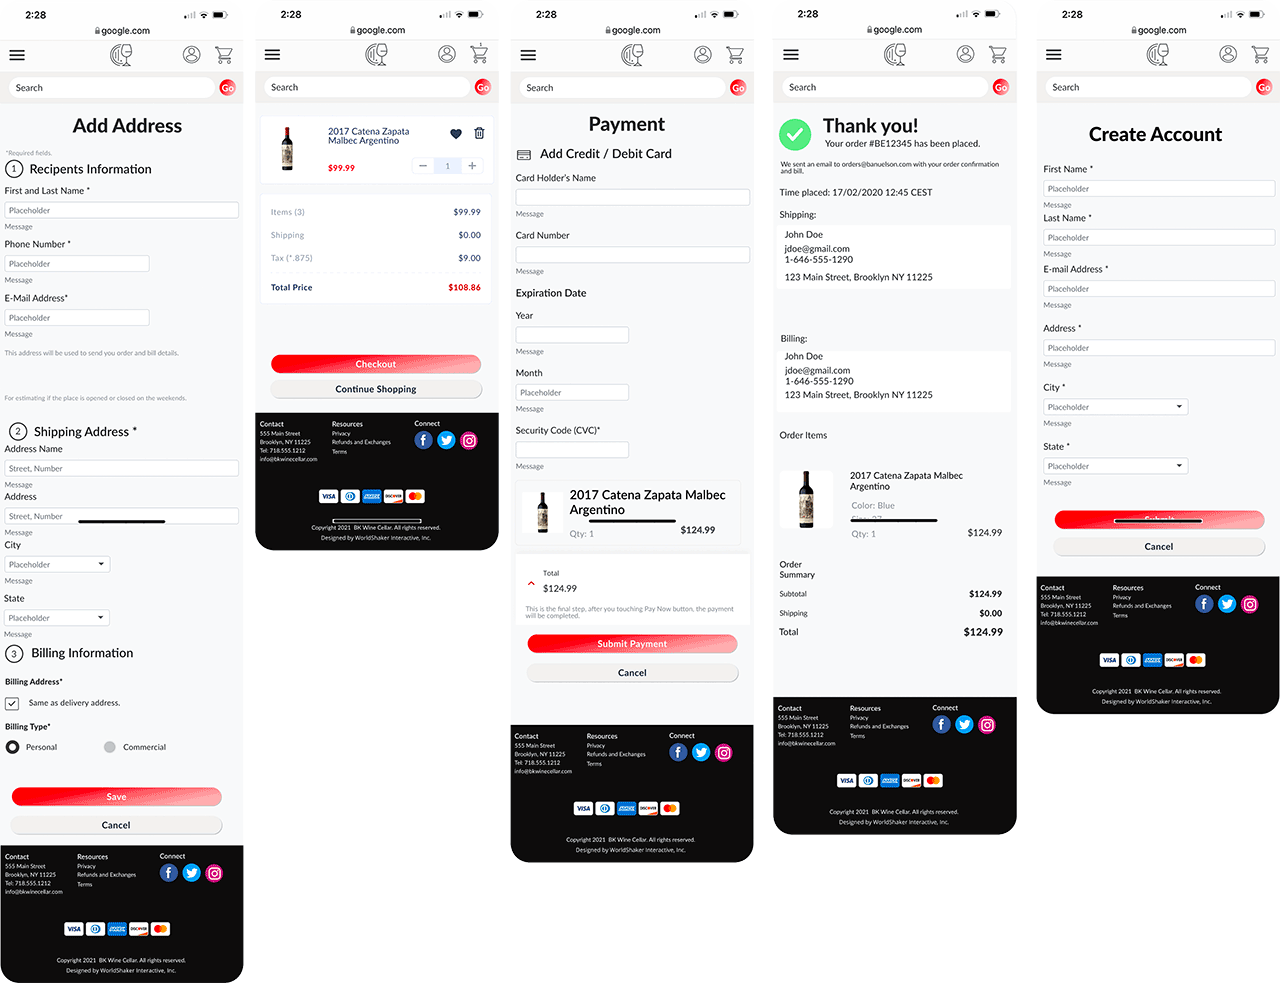 2:28
google.com
Search
Go
Add Address
*Required fields.
1 Recipents Information
First and Last Name *
Placeholder
Message
Phone Number *
Placeholder
Message
E-Mail Address*
Placeholder
Message
This address will be used to send you order and bill details.
For estimating if the place is opened or closed on the weekends.
2 Shipping Address *
Address Name
Street, Number
Message
Address
Street, Number
Message
City
Placeholder
Message
State
Placeholder
Message
3 Billing Information
Billing Address*
Same as delivery address.
Billing Type*
Personal Commercial
Save
Cancel
Contact Resources Connect
555 Main Street Privacy
Brooklyn, NY 11225 Refunds and Exchanges
Tel: 718.555.1212 Terms
info@bkwinecellar.com
VISA DISCOVER
Copyright 2021 BK Wine Cellar. All rights reserved.
Designed by WorldShaker Interactive, Inc.
2:28
google.com
1
Search
Go
2017 Catena Zapata
Malbec Argentino
$99.99 − 1 +
Items (3) $99.99
Shipping $0.00
Tax (*.875) $9.00
Total Price $108.86
Checkout
Continue Shopping
Contact Resources Connect
555 Main Street Privacy
Brooklyn, NY 11225 Refunds and Exchanges
Tel: 718.555.1212 Terms
info@bkwinecellar.com
VISA DISCOVER
Copyright 2021 BK Wine Cellar. All rights reserved.
Designed by WorldShaker Interactive, Inc.
2:28
google.com
Search
Go
Payment
Add Credit / Debit Card
Card Holder's Name
Message
Card Number
Message
Expiration Date
Year
Message
Month
Placeholder
Message
Security Code (CVC)*
Message
2017 Catena Zapata Malbec
Argentino
Qty: 1 $124.99
Total
$124.99
This is the final step, after you touching Pay Now button, the payment
will be completed.
Submit Payment
Cancel
Contact Resources Connect
555 Main Street Privacy
Brooklyn, NY 11225 Refunds and Exchanges
Tel: 718.555.1212 Terms
info@bkwinecellar.com
VISA DISCOVER
Copyright 2021 BK Wine Cellar. All rights reserved.
Designed by WorldShaker Interactive, Inc.
2:28
google.com
Search
Go
Thank you!
Your order #BE12345 has been placed.
We sent an email to orders@banuelson.com with your order confirmation
and bill.
Time placed: 17/02/2020 12:45 CEST
Shipping:
John Doe
jdoe@gmail.com
1-646-555-1290
123 Main Street, Brooklyn NY 11225
Billing:
John Doe
jdoe@gmail.com
1-646-555-1290
123 Main Street, Brooklyn NY 11225
Order Items
2017 Catena Zapata Malbec
Argentino
Color: Blue
Qty: 1 $124.99
Order
Summary
Subtotal $124.99
Shipping $0.00
Total $124.99
Contact Resources Connect
555 Main Street Privacy
Brooklyn, NY 11225 Refunds and Exchanges
Tel: 718.555.1212 Terms
info@bkwinecellar.com
VISA DISCOVER
Copyright 2021 BK Wine Cellar. All rights reserved.
Designed by WorldShaker Interactive, Inc.
2:28
google.com
Search
Go
Create Account
First Name *
Placeholder
Message
Last Name *
Placeholder
Message
E-mail Address *
Placeholder
Message
Address *
Placeholder
Message
City *
Placeholder
Message
State *
Placeholder
Message
Cancel
Contact Resources Connect
555 Main Street Privacy
Brooklyn, NY 11225 Refunds and Exchanges
Tel: 718.555.1212 Terms
info@bkwinecellar.com
VISA DISCOVER
Copyright 2021 BK Wine Cellar. All rights reserved.
Designed by WorldShaker Interactive, Inc.